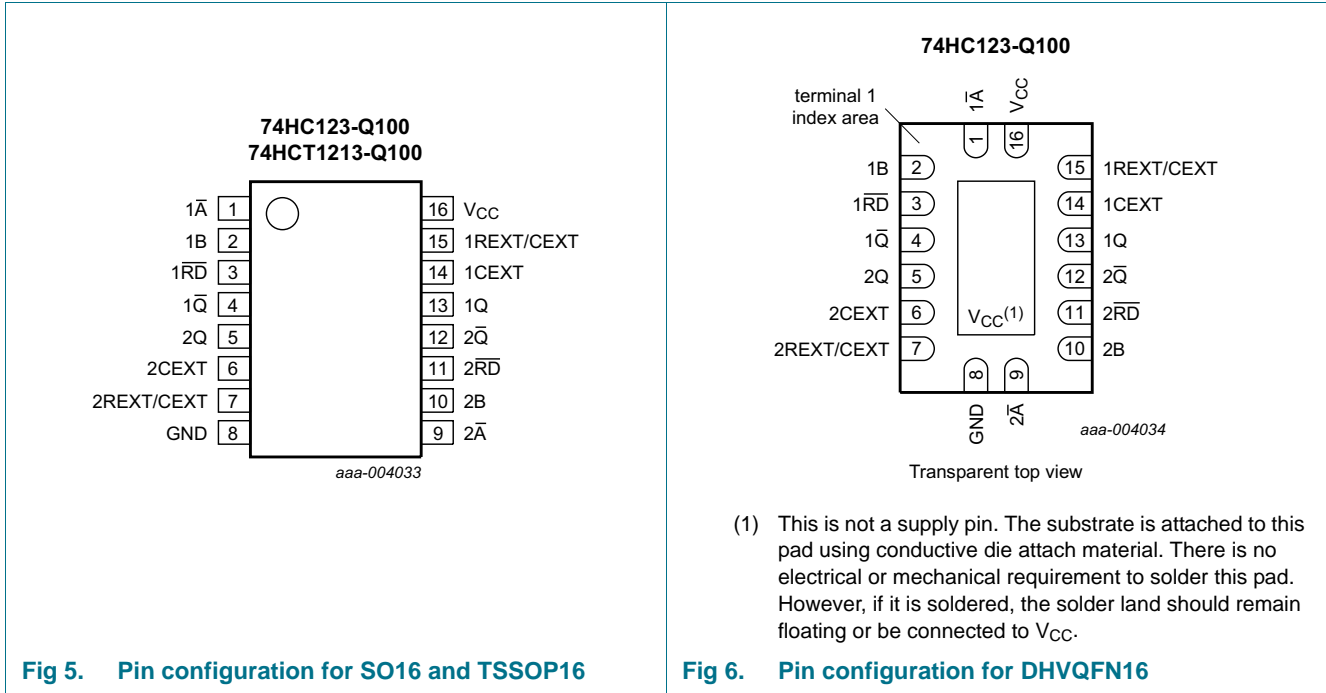 74HC123-Q100
74HCT1213-Q100
1A̅ 1 16 VCC
1B 2 15 1REXT/CEXT
1R̅D̅ 3 14 1CEXT
1Q̅ 4 13 1Q
2Q 5 12 2Q̅
2CEXT 6 11 2R̅D̅
2REXT/CEXT 7 10 2B
GND 8 9 2A̅
aaa-004033
Fig 5. Pin configuration for SO16 and TSSOP16
74HC123-Q100
terminal 1
index area
1A̅ VCC
1 16
1B 2 15 1REXT/CEXT
1R̅D̅ 3 14 1CEXT
1Q̅ 4 13 1Q
2Q 5 12 2Q̅
2CEXT 6 VCC(1) 11 2R̅D̅
2REXT/CEXT 7 10 2B
8 9
GND 2A̅
aaa-004034
Transparent top view
(1) This is not a supply pin. The substrate is attached to this
pad using conductive die attach material. There is no
electrical or mechanical requirement to solder this pad.
However, if it is soldered, the solder land should remain
floating or be connected to VCC.
Fig 6. Pin configuration for DHVQFN16